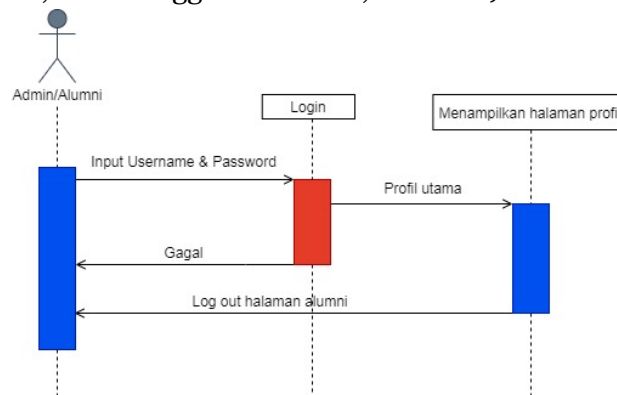 Admin/Alumni
Login
Menampilkan halaman profi
Input Username & Password
Profil utama
Gagal
Log out halaman alumni